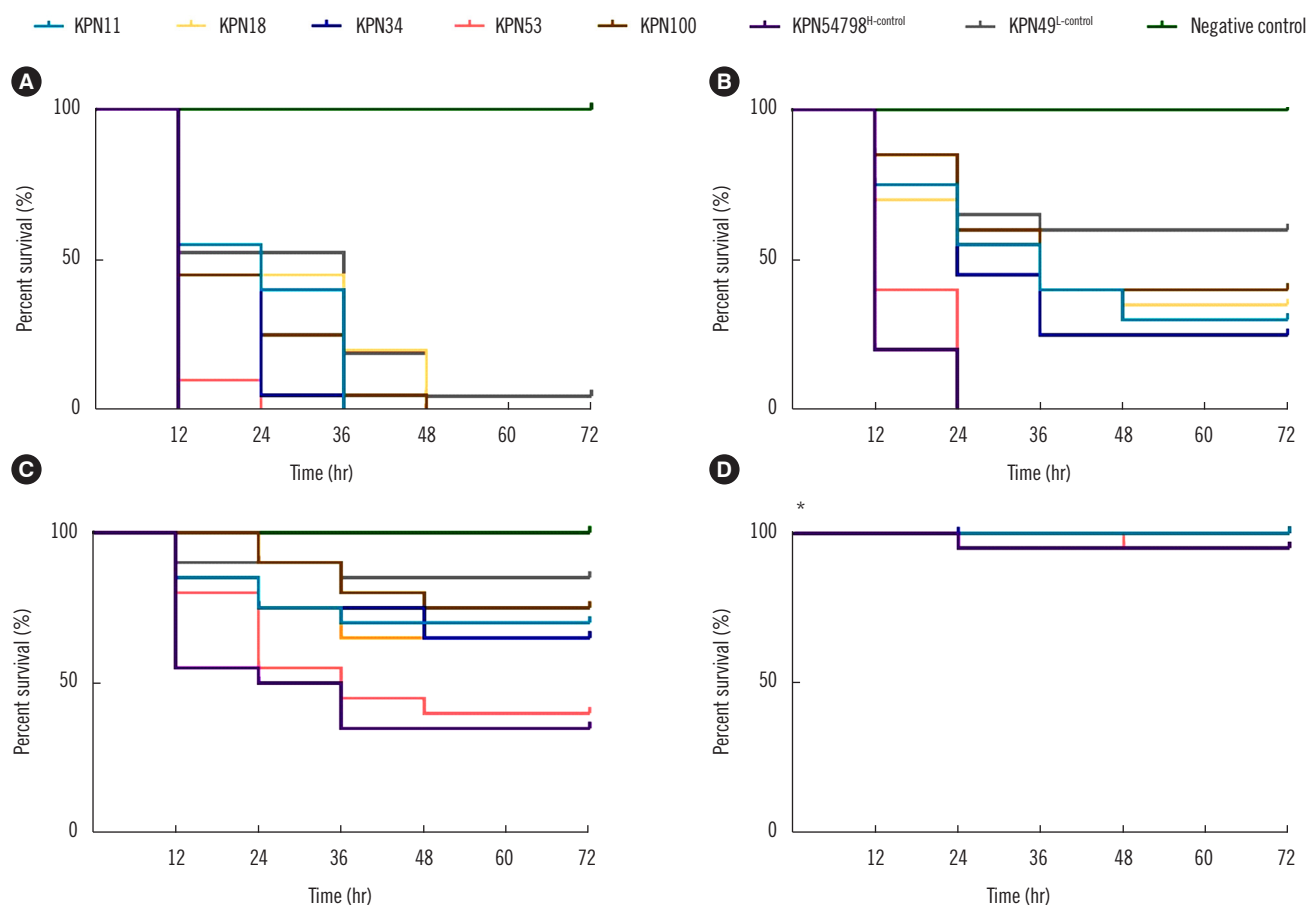 KPN11 KPN18 KPN34 KPN53 KPN100 KPN54798H-control KPN49L-control Negative control
A
100
50
0
Percent survival (%)
12 24 36 48 60 72
Time (hr)
B
100
50
0
Percent survival (%)
12 24 36 48 60 72
Time (hr)
C
100
50
0
Percent survival (%)
12 24 36 48 60 72
Time (hr)
D
*
100
50
0
Percent survival (%)
12 24 36 48 60 72
Time (hr)